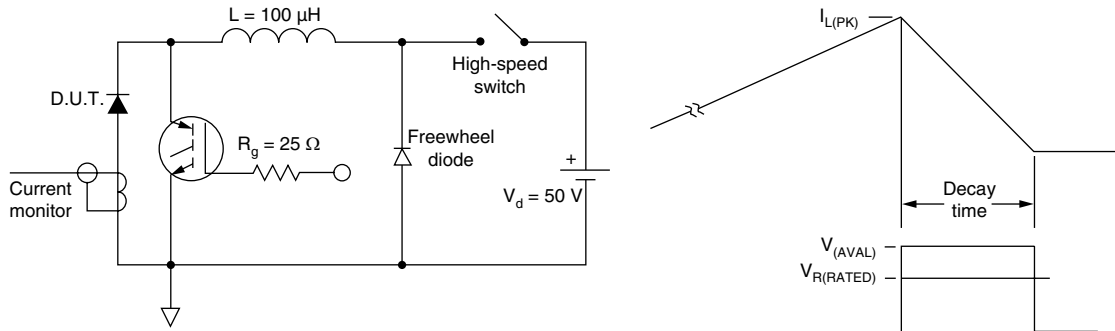 L = 100 μH
High-speed
switch
D.U.T.
Freewheel
diode
R_g = 25 Ω
Current
monitor
+
V_d = 50 V
I_L(PK)
Decay
time
V_(AVAL)
V_R(RATED)